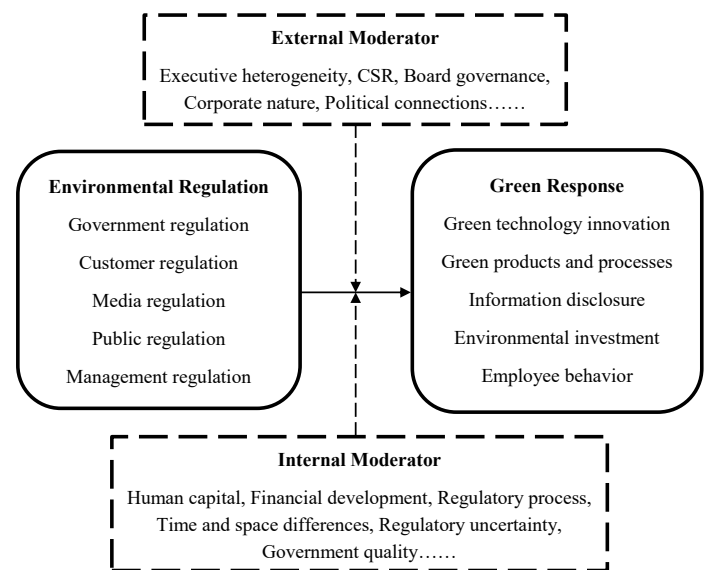 External Moderator
Executive heterogeneity, CSR, Board governance,
Corporate nature, Political connections……
Environmental Regulation
Government regulation
Customer regulation
Media regulation
Public regulation
Management regulation
Green Response
Green technology innovation
Green products and processes
Information disclosure
Environmental investment
Employee behavior
Internal Moderator
Human capital, Financial development, Regulatory process,
Time and space differences, Regulatory uncertainty,
Government quality……